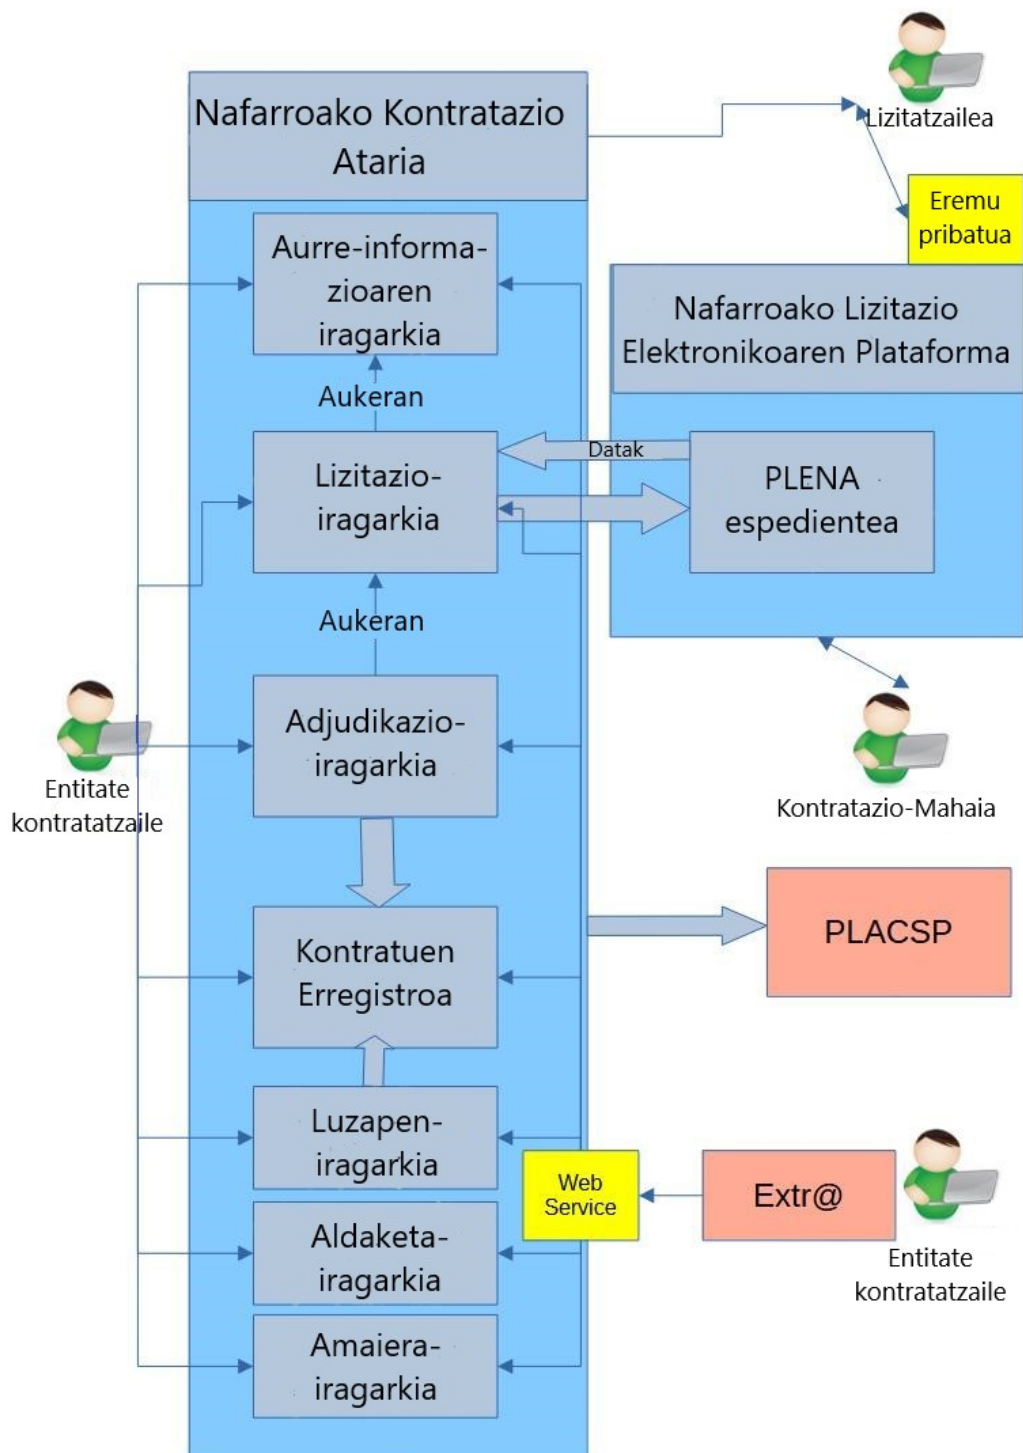 Lizitatzailea
Nafarroako Kontratazio
Ataria
Eremu
pribatua
Aurre-informa-
zioaren
iragarkia
Nafarroako Lizitazio
Elektronikoaren Plataforma
Aukeran
Lizitazio-
iragarkia
Datak
PLENA
espedientea
Aukeran
Adjudikazio-
iragarkia
Entitate
kontratatzaile
Kontratazio-Mahaia
PLACSP
Kontratuen
Erregistroa
Luzapen-
iragarkia
Web
Service
Extr@
Entitate
kontratatzaile
Aldaketa-
iragarkia
Amaiera-
iragarkia